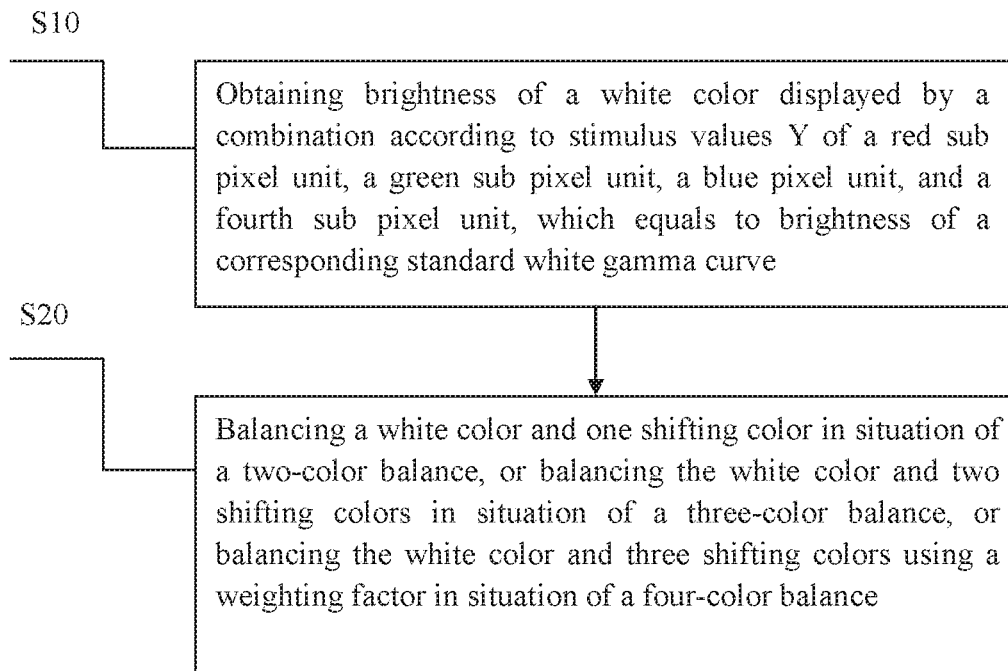 S10
Obtaining brightness of a white color displayed by a
combination according to stimulus values Y of a red sub
pixel unit, a green sub pixel unit, a blue pixel unit, and a
fourth sub pixel unit, which equals to brightness of a
corresponding standard white gamma curve
S20
Balancing a white color and one shifting color in situation of
a two-color balance, or balancing the white color and two
shifting colors in situation of a three-color balance, or
balancing the white color and three shifting colors using a
weighting factor in situation of a four-color balance